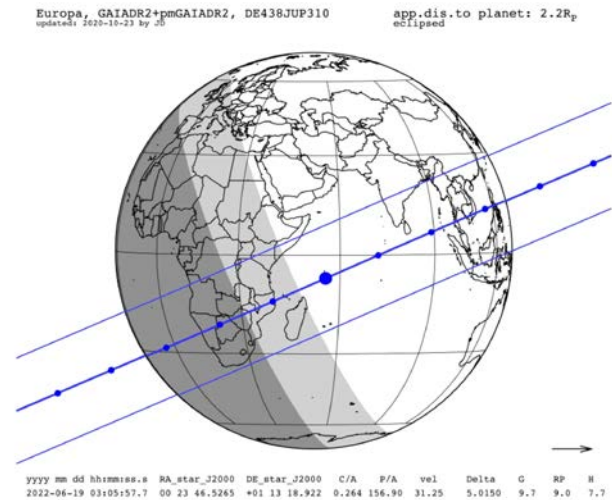 Europa, GAIADR2+pmGAIADR2, DE438JUP310
updated: 2020-10-23 by JD
app.dis.to planet: 2.2Rp
eclipsed
yyyy mm dd hh:mm:ss.s RA_star_J2000 DE_star_J2000 C/A P/A vel Delta G RP H
2022-06-19 03:05:57.7 00 23 46.5265 +01 13 18.922 0.264 156.90 31.25 5.0150 9.7 9.0 7.7